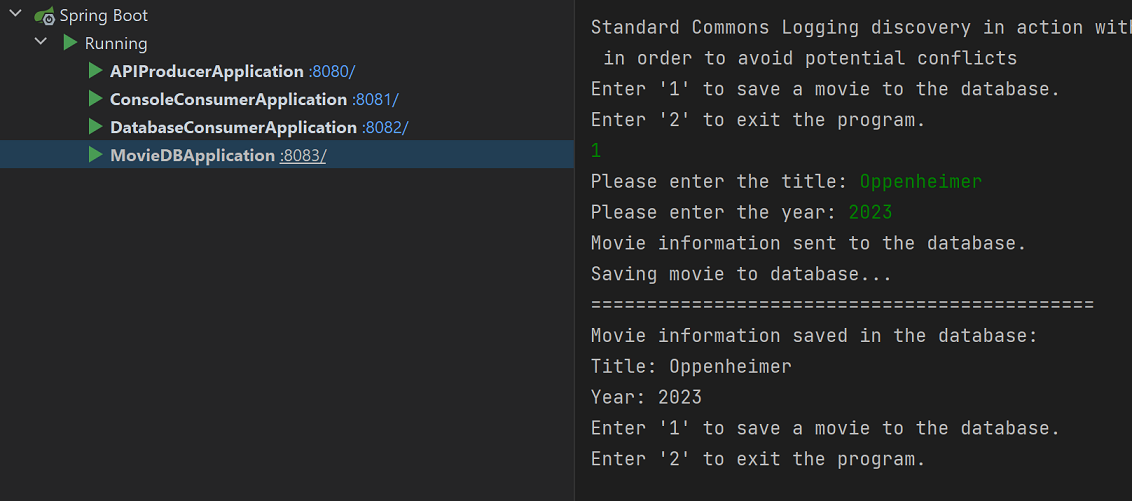 Spring Boot
Running
APIProducerApplication :8080/
ConsoleConsumerApplication :8081/
DatabaseConsumerApplication :8082/
MovieDBApplication :8083/
Standard Commons Logging discovery in action with
in order to avoid potential conflicts
Enter '1' to save a movie to the database.
Enter '2' to exit the program.
1
Please enter the title: Oppenheimer
Please enter the year: 2023
Movie information sent to the database.
Saving movie to database...
=============================================
Movie information saved in the database:
Title: Oppenheimer
Year: 2023
Enter '1' to save a movie to the database.
Enter '2' to exit the program.